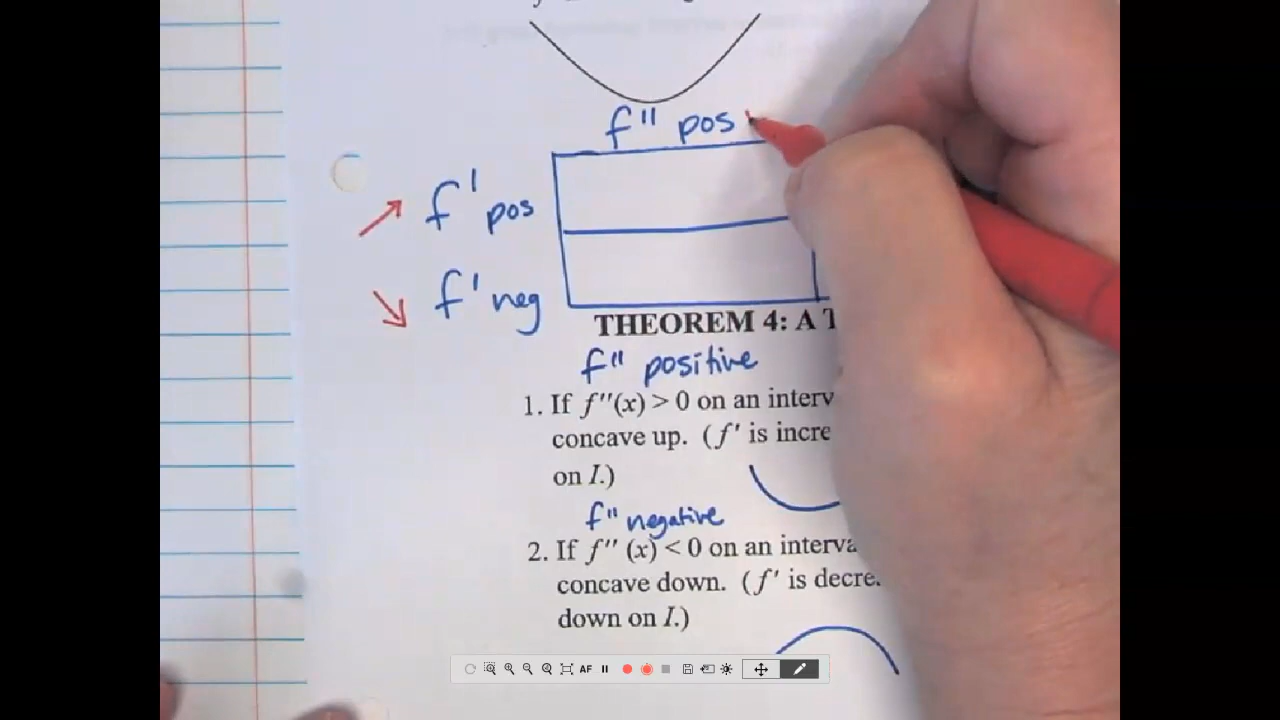 f" pos
f' pos
f' neg
THEOREM 4: A T
f" positive
1. If f"(x) > 0 on an interv
concave up. (f' is incre
on I.)
f" negative
2. If f" (x) < 0 on an interva
concave down. (f' is decre.
down on I.)
AF